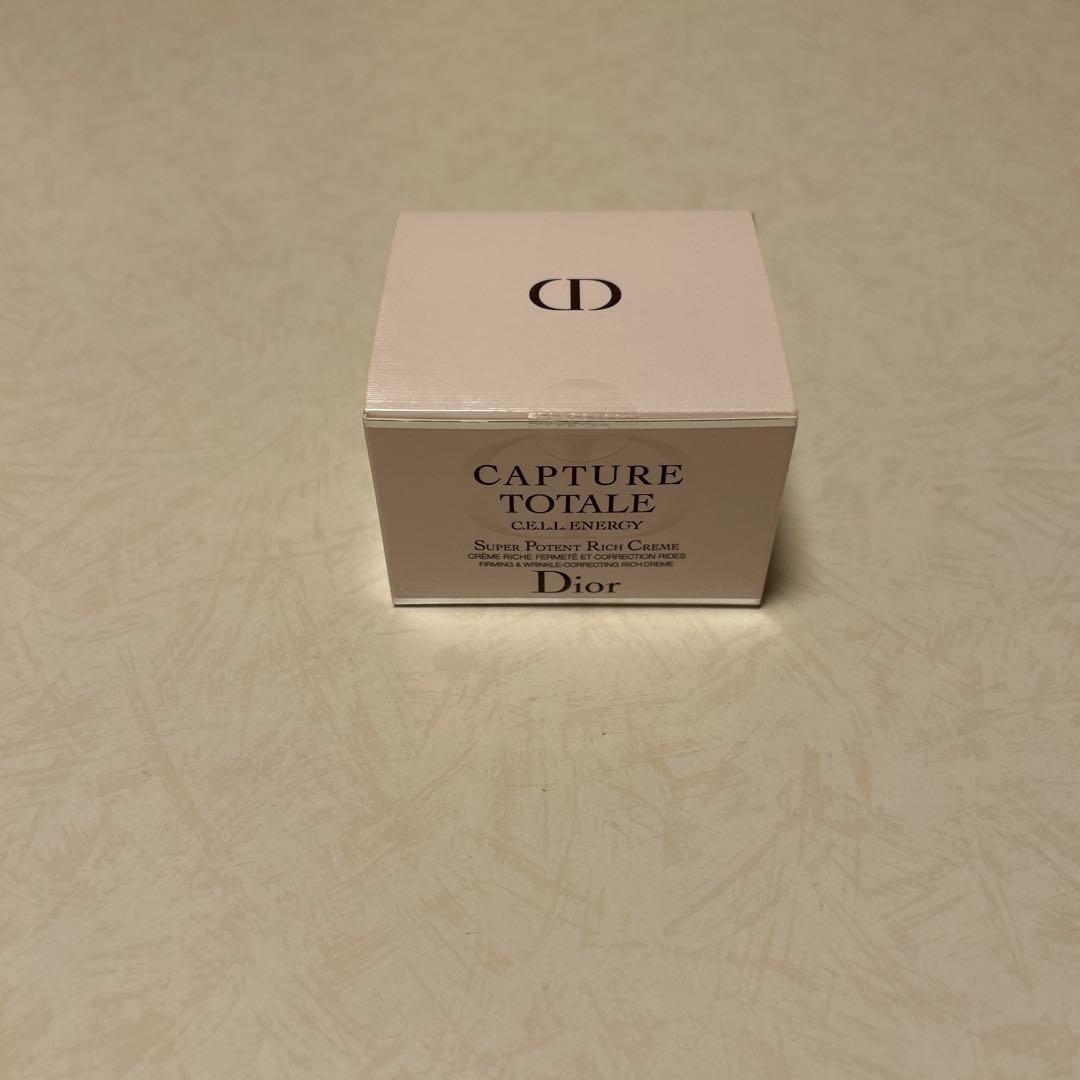 CD
CAPTURE
TOTALE
C.E.L.L. ENERGY
SUPER POTENT RICH CREME
CRÈME RICHE FERMETÉ ET CORRECTION RIDES
FIRMING & WRINKLE-CORRECTING RICH CREME
Dior